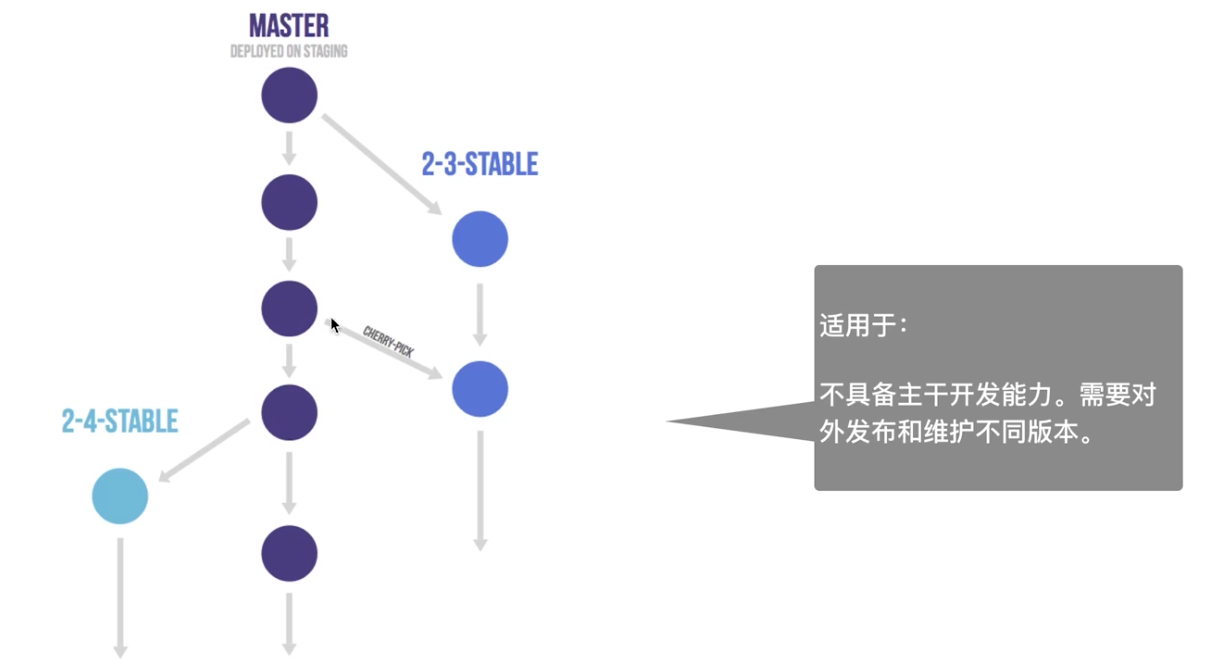 MASTER
DEPLOYED ON STAGING
2-3-STABLE
CHERRY-PICK
2-4-STABLE
适用于：
不具备主干开发能力。需要对
外发布和维护不同版本。